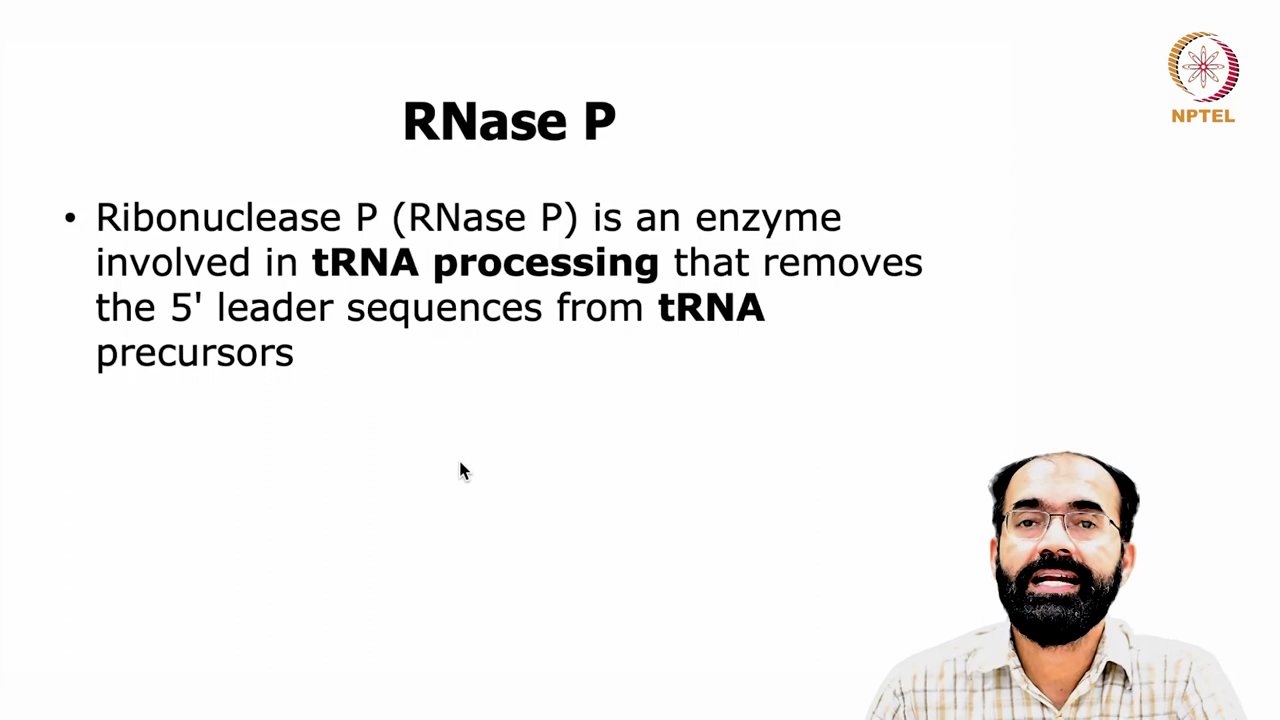 NPTEL
RNase P
• Ribonuclease P (RNase P) is an enzyme
involved in tRNA processing that removes
the 5' leader sequences from tRNA
precursors